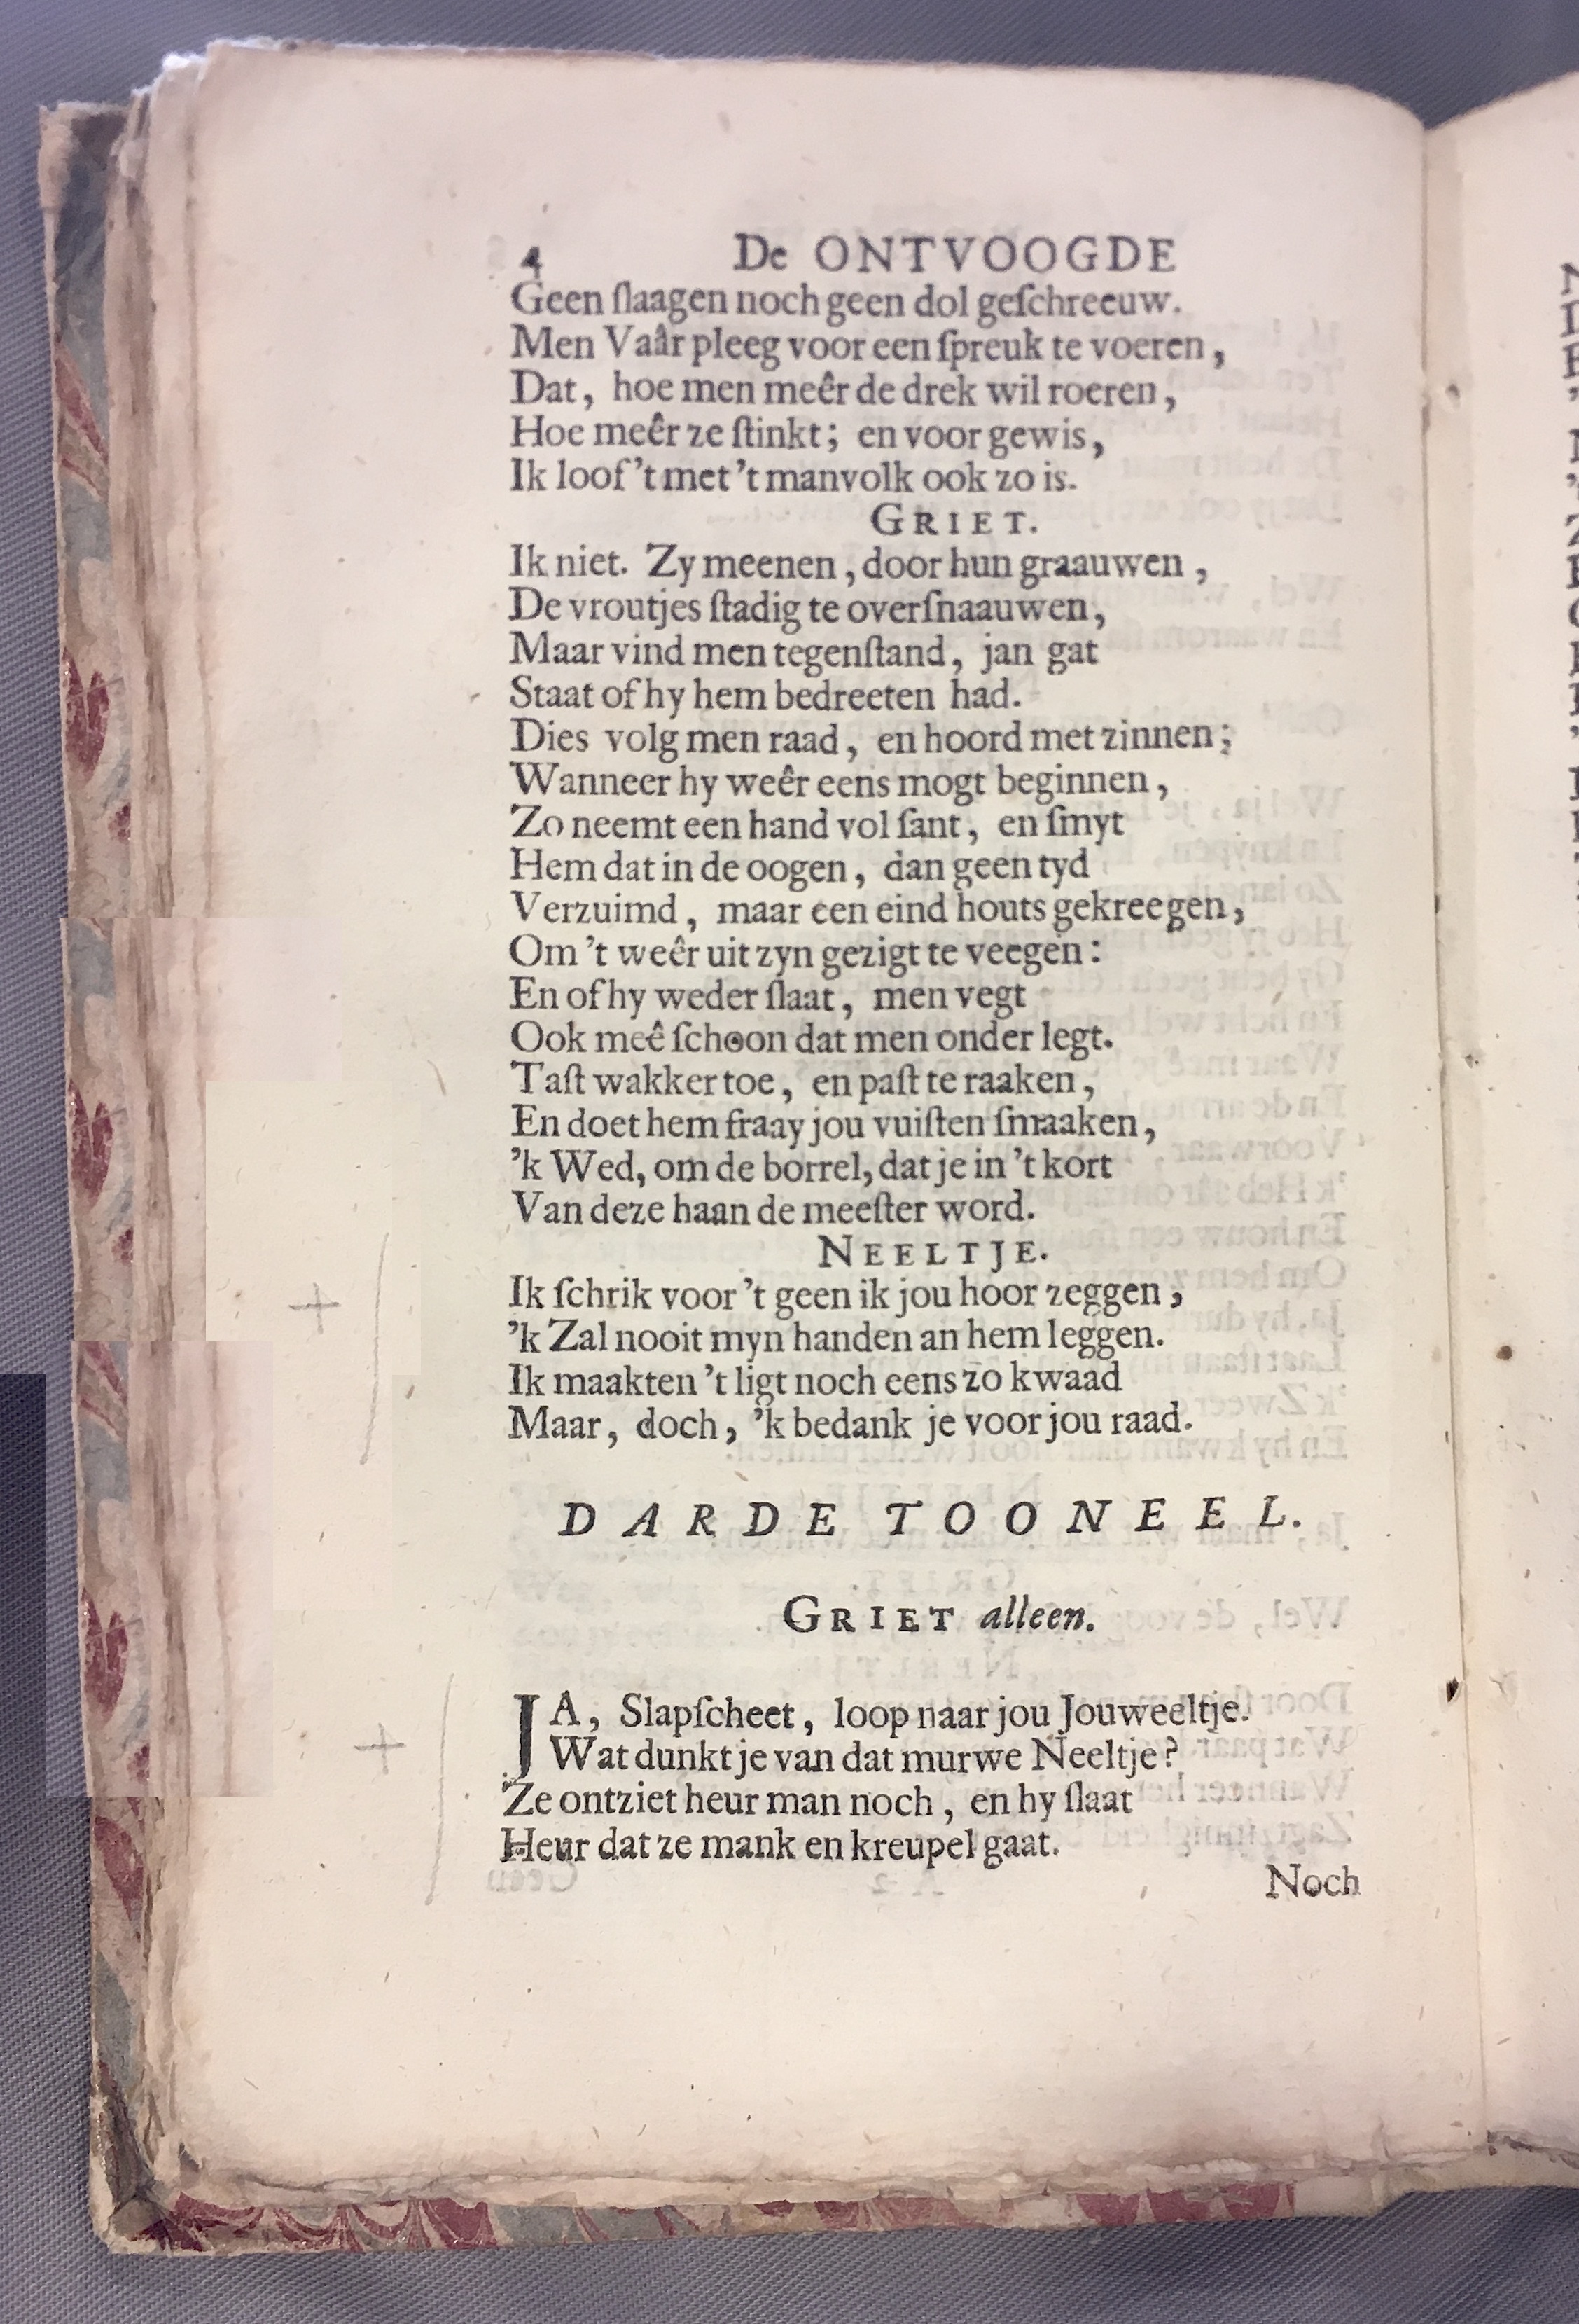 4 De ONTVOOGDE
Geen ſlaagen noch geen dol geſchreeuw.
Men Vaâr pleeg voor een ſpreuk te voeren,
Dat, hoe men meêr de drek wil roeren,
Hoe meêr ze ſtinkt; en voor gewis,
Ik loof 't met 't manvolk ook zo is.
GRIET.
Ik niet. Zy meenen, door hun graauwen,
De vroutjes ſtadig te overſnaauwen,
Maar vind men tegenſtand, jan gat
Staat of hy hem bedreeten had.
Dies volg men raad, en hoord met zinnen;
Wanneer hy weêr eens mogt beginnen,
Zo neemt een hand vol ſant, en ſmyt
Hem dat in de oogen, dan geen tyd
Verzuimd, maar een eind houts gekreegen,
Om 't weêr uit zyn gezigt te veegen:
En of hy weder ſlaat, men vegt
Ook meê ſchoon dat men onder legt.
Taſt wakker toe, en paſt te raaken,
En doet hem fraay jou vuiſten ſmaaken,
'k Wed, om de borrel, dat je in 't kort
Van deze haan de meeſter word.
NEELTJE.
Ik ſchrik voor 't geen ik jou hoor zeggen,
'k Zal nooit myn handen an hem leggen.
Ik maakten 't ligt noch eens zo kwaad
Maar, doch, 'k bedank je voor jou raad.
DARDE TOONEEL.
GRIET alleen.
JA, Slapſcheet, loop naar jou Jouweeltje.
Wat dunkt je van dat murwe Neeltje?
Ze ontziet heur man noch, en hy ſlaat
Heur dat ze mank en kreupel gaat.
Noch